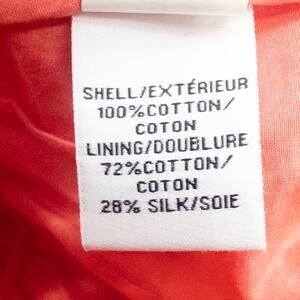 SHELL/EXTÉRIEUR
100%COTTON/
COTON
LINING/DOUBLURE
72%COTTON/
COTON
28% SILK/SOIE